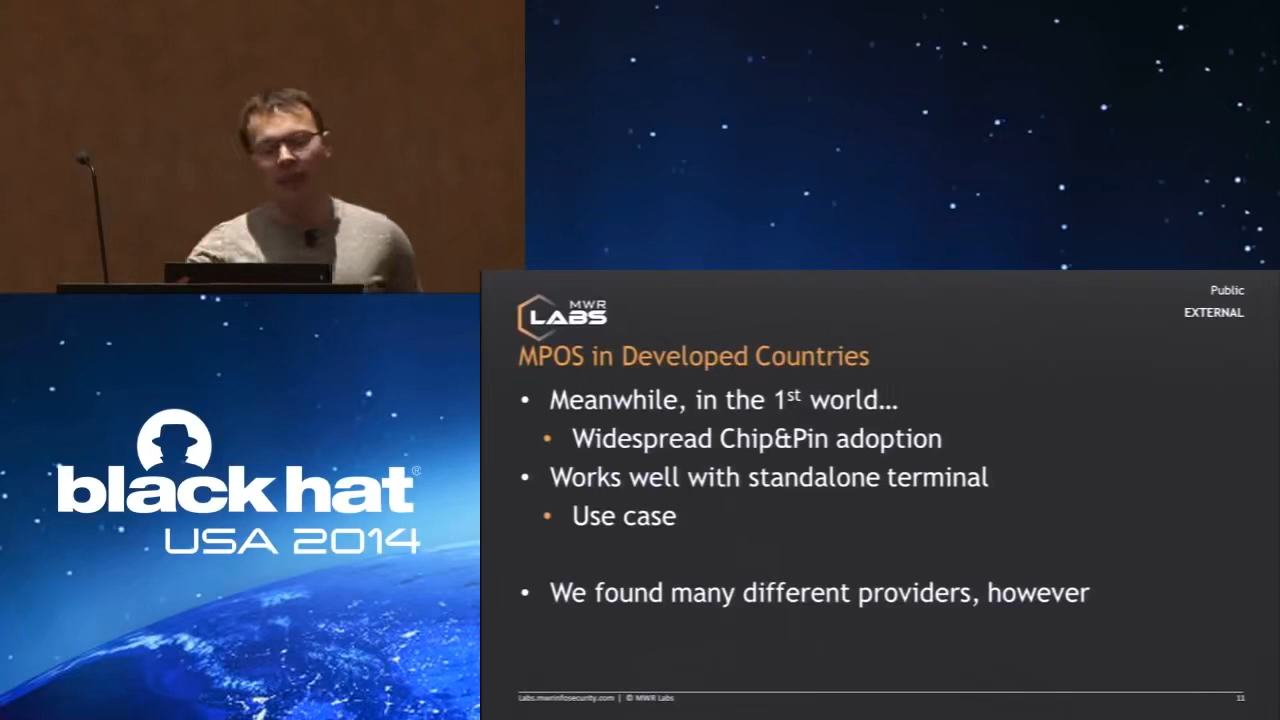 Public
EXTERNAL
MWR
LABS
MPOS in Developed Countries
• Meanwhile, in the 1st world…
• Widespread Chip&Pin adoption
• Works well with standalone terminal
• Use case
• We found many different providers, however
Labs.mwrinfosecurity.com | © MWR Labs
11
black hat®
USA 2014